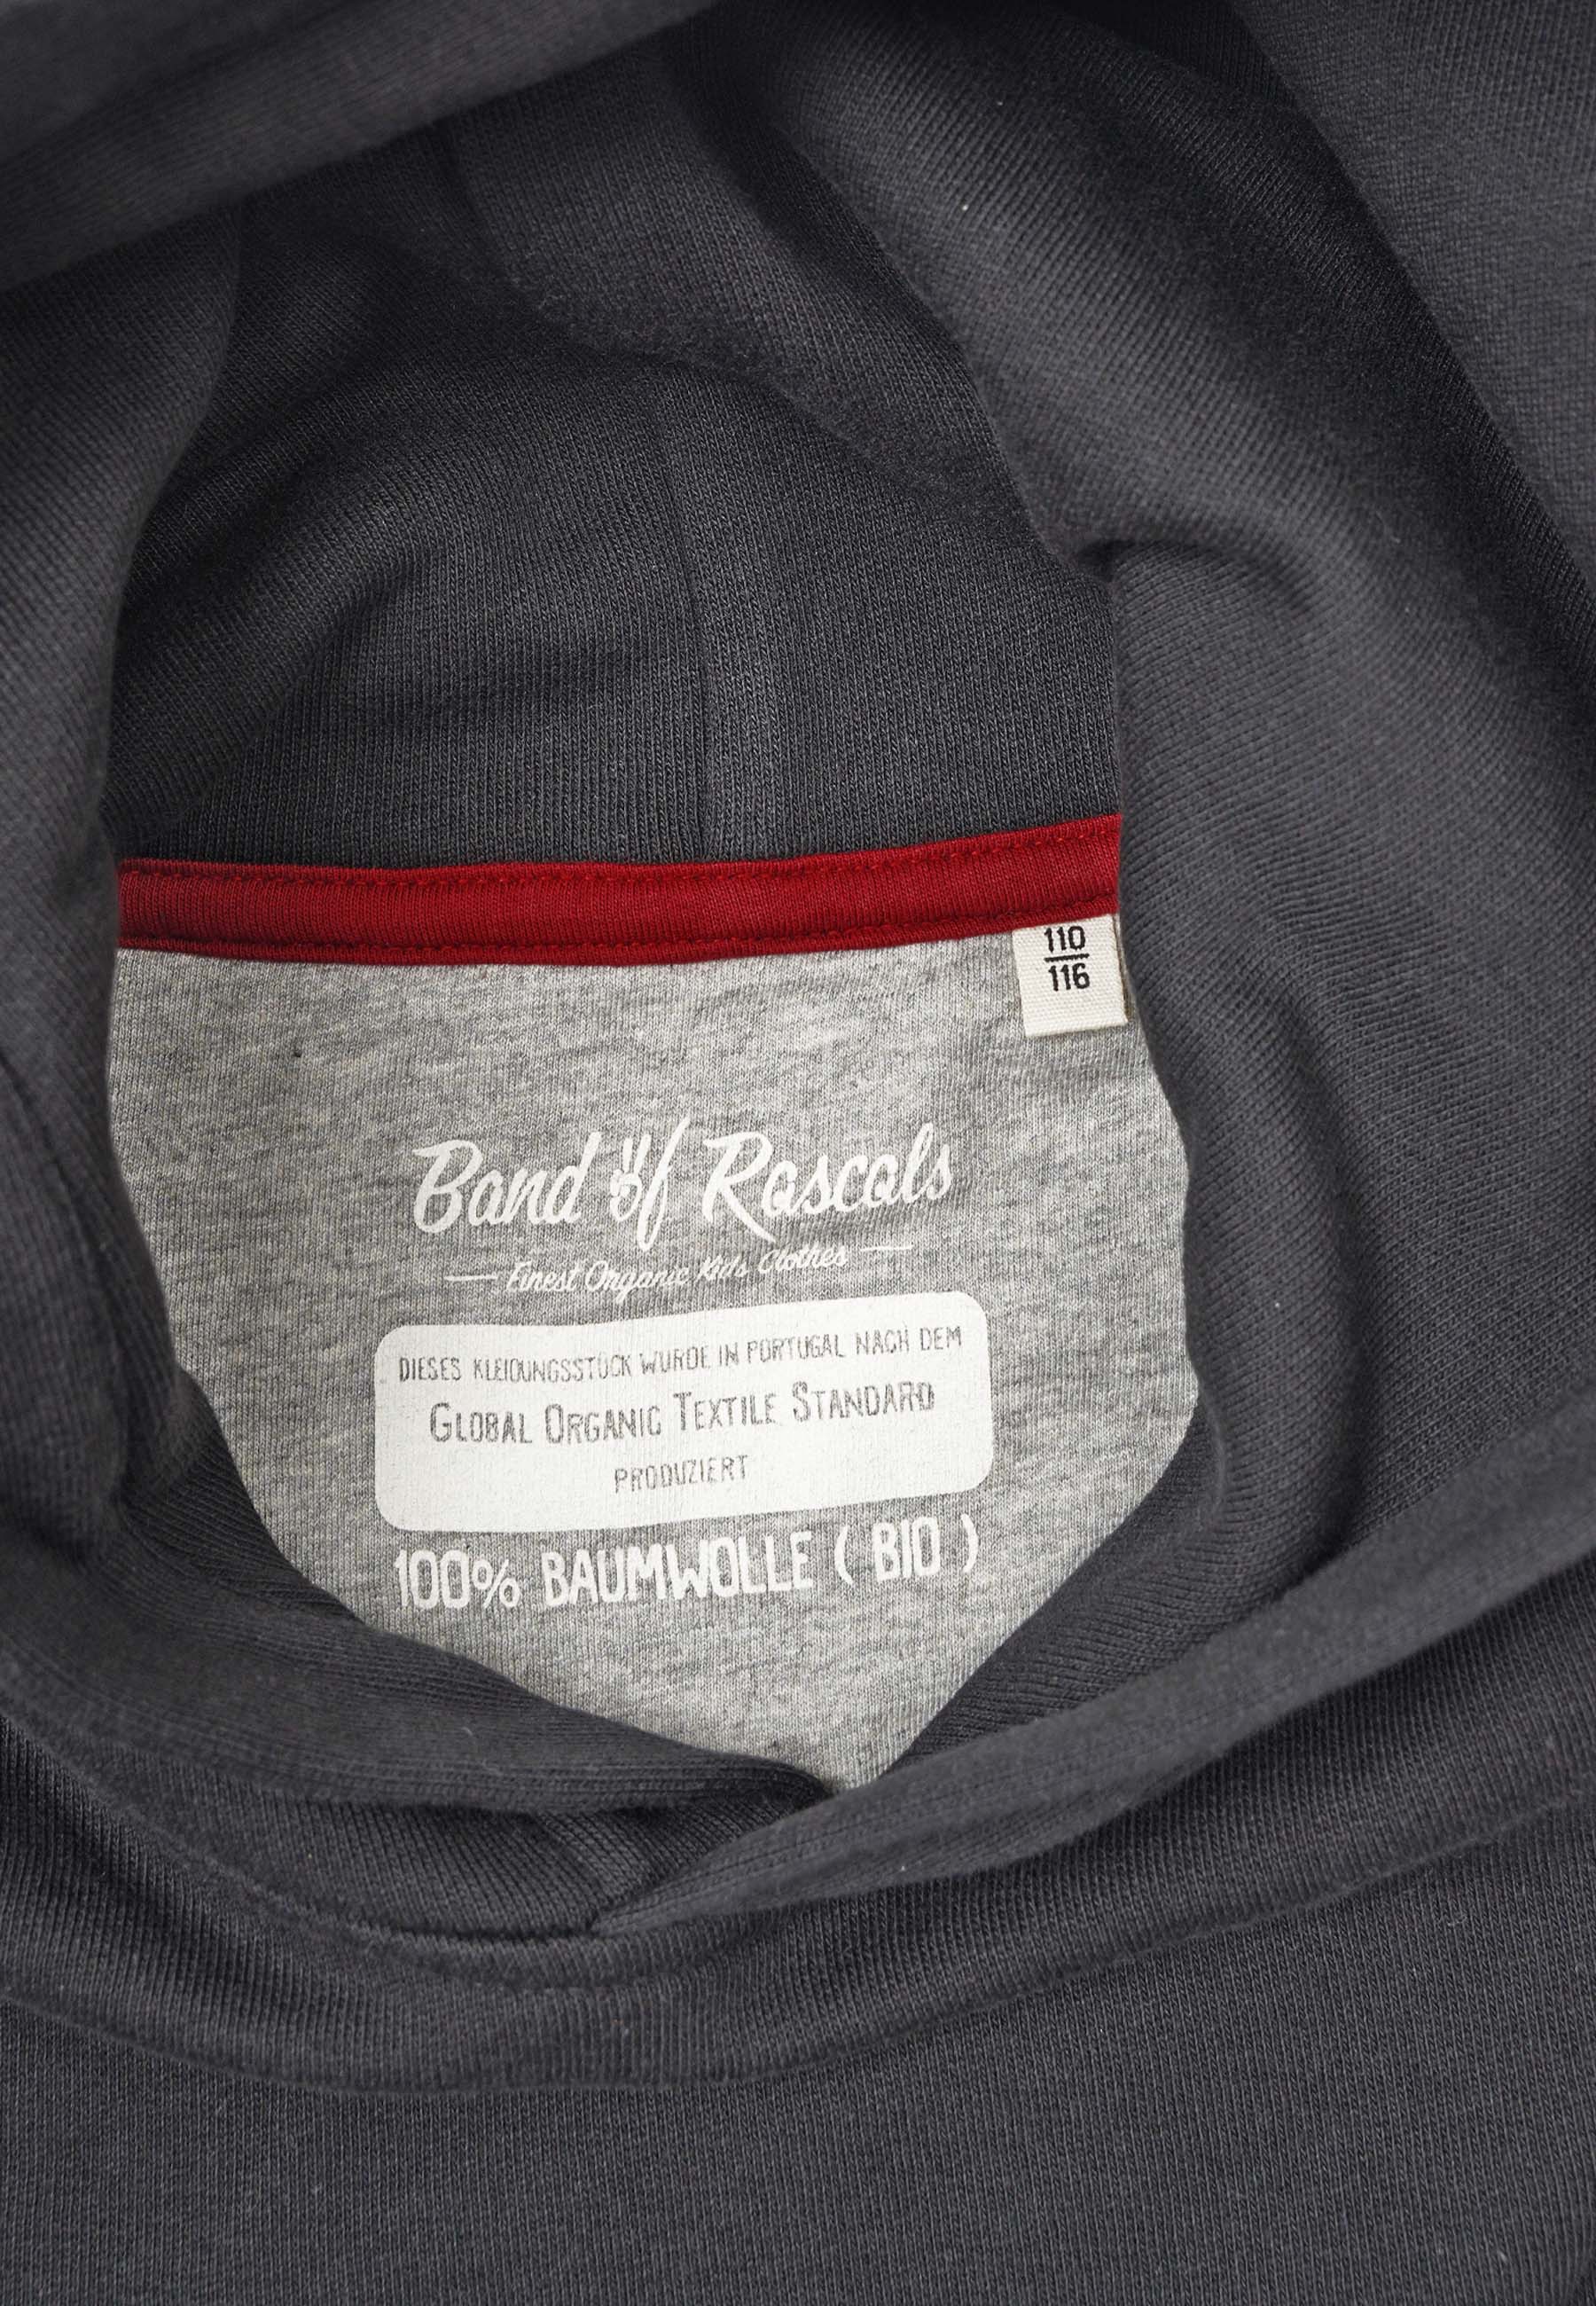 110
116
Band of Rascals
Finest Organic Kids Clothes
DIESES KLEIDUNGSSTÜCK WURDE IN PORTUGAL NACH DEM
GLOBAL ORGANIC TEXTILE STANDARD
PRODUZIERT
100% BAUMWOLLE ( BIO )